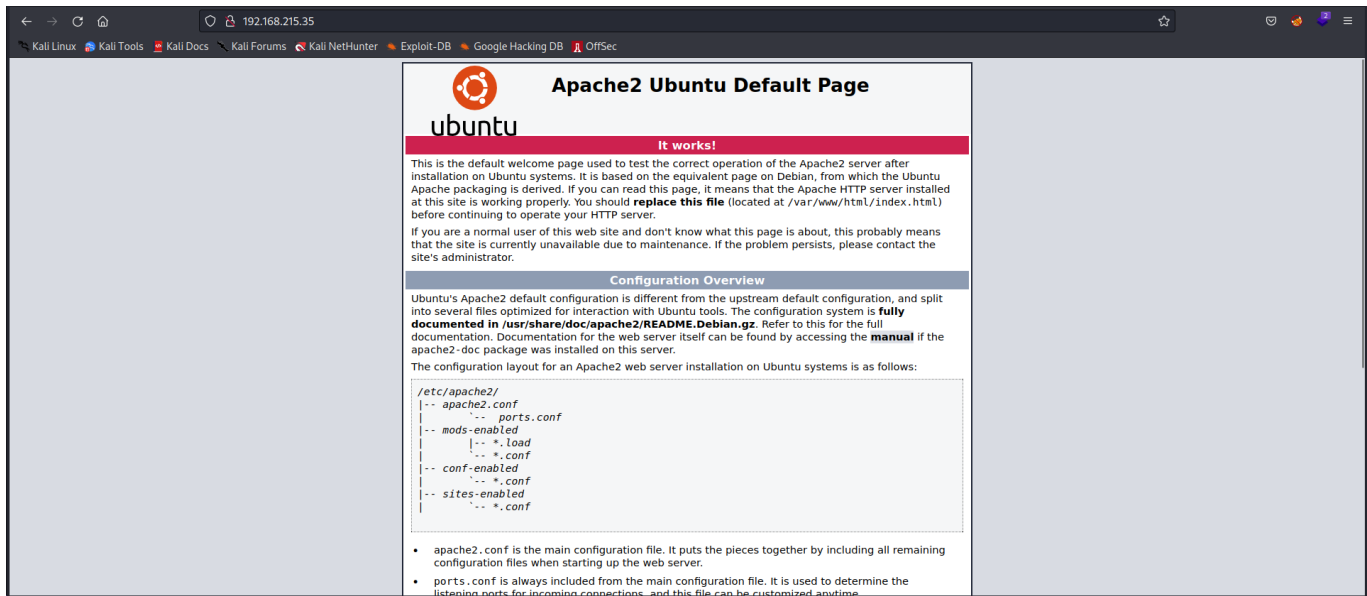 192.168.215.35
2
Kali Linux Kali Tools Kali Docs Kali Forums Kali NetHunter Exploit-DB Google Hacking DB OffSec
Apache2 Ubuntu Default Page
ubuntu
It works!
This is the default welcome page used to test the correct operation of the Apache2 server after
installation on Ubuntu systems. It is based on the equivalent page on Debian, from which the Ubuntu
Apache packaging is derived. If you can read this page, it means that the Apache HTTP server installed
at this site is working properly. You should replace this file (located at /var/www/html/index.html)
before continuing to operate your HTTP server.
If you are a normal user of this web site and don't know what this page is about, this probably means
that the site is currently unavailable due to maintenance. If the problem persists, please contact the
site's administrator.
Configuration Overview
Ubuntu's Apache2 default configuration is different from the upstream default configuration, and split
into several files optimized for interaction with Ubuntu tools. The configuration system is fully
documented in /usr/share/doc/apache2/README.Debian.gz. Refer to this for the full
documentation. Documentation for the web server itself can be found by accessing the manual if the
apache2-doc package was installed on this server.
The configuration layout for an Apache2 web server installation on Ubuntu systems is as follows:
/etc/apache2/
|-- apache2.conf
|       `--  ports.conf
|-- mods-enabled
|       |-- *.load
|       `-- *.conf
|-- conf-enabled
|       `-- *.conf
|-- sites-enabled
|       `-- *.conf
• apache2.conf is the main configuration file. It puts the pieces together by including all remaining
configuration files when starting up the web server.
• ports.conf is always included from the main configuration file. It is used to determine the
listening ports for incoming connections, and this file can be customized anytime.